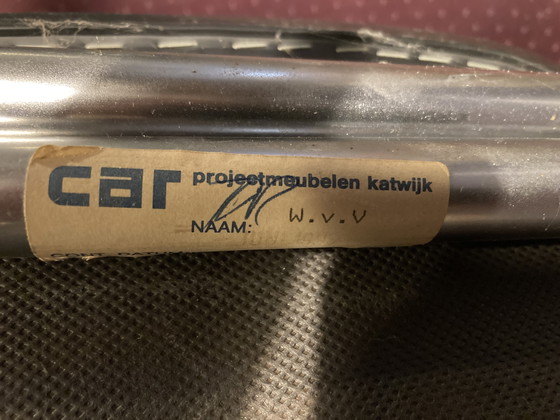 car projectmeubelen katwijk
NAAM: W.V.V